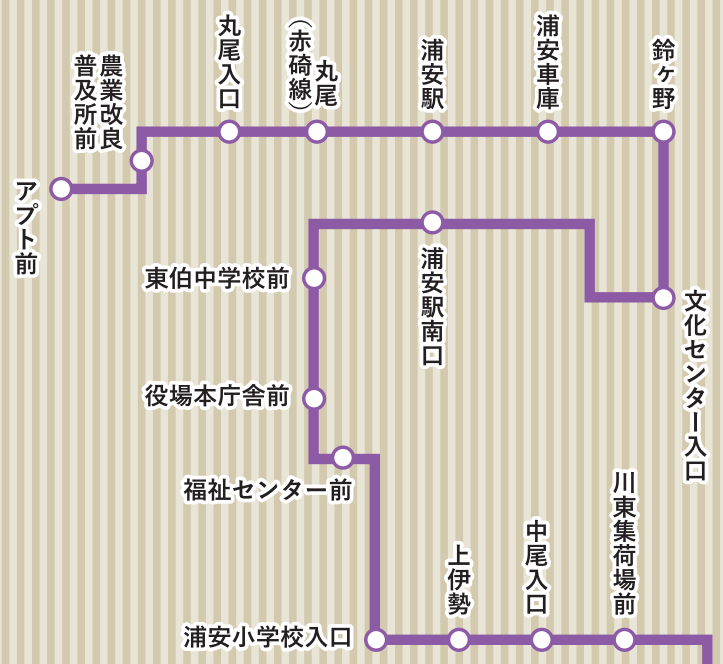 アプト前
農業改良
普及所前
丸尾入口
丸尾
（赤碕線）
浦安駅
浦安車庫
鈴ヶ野
文化センター入口
浦安駅南口
東伯中学校前
役場本庁舎前
福祉センター前
浦安小学校入口
上伊勢
中尾入口
川東集荷場前